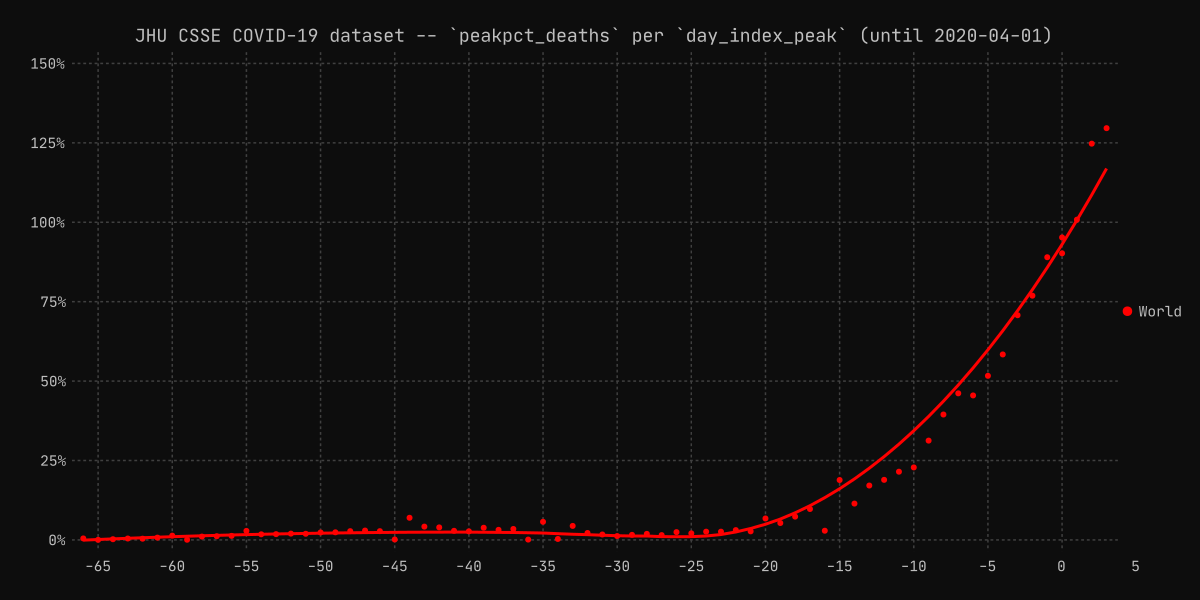 JHU CSSE COVID-19 dataset -- `peakpct_deaths` per `day_index_peak` (until 2020-04-01)
150%
125%
100%
75%
50%
25%
0%
World
-65 -60 -55 -50 -45 -40 -35 -30 -25 -20 -15 -10 -5 0 5